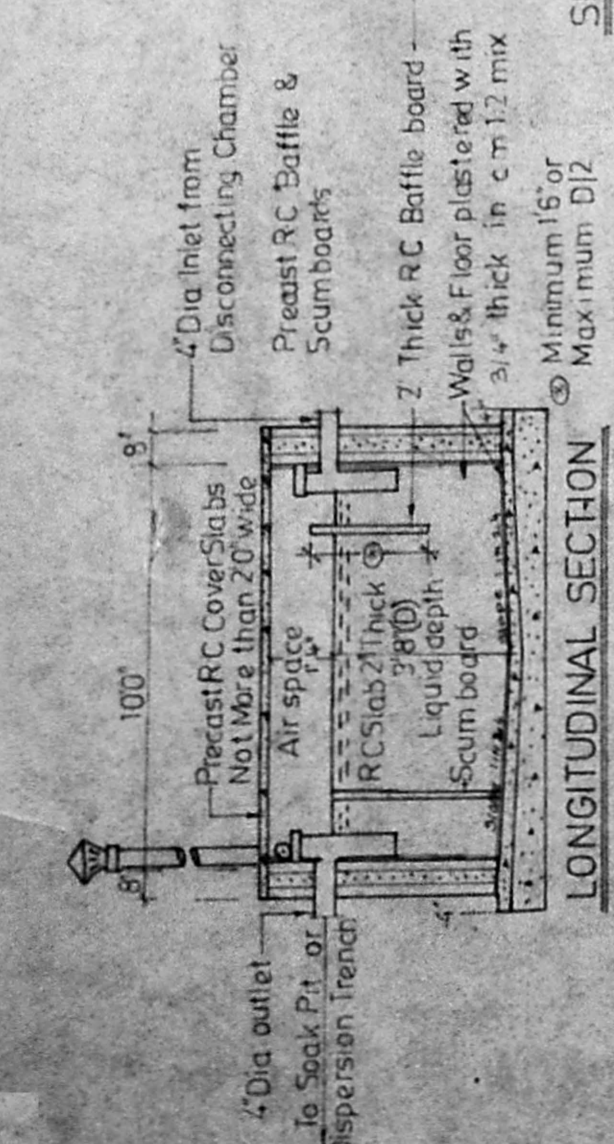 8"
10'0"
8"
Precast RC Cover Slabs
Not More than 2'0" wide
4" Dia Inlet from
Disconnecting Chamber
Precast RC Baffle &
Scumboards
4" Dia outlet
To Soak Pit or
Dispersion Trench
Air space
1'4"
RC Slab 2" Thick
3'8"(D)
Liquid depth
Scum board
2" Thick RC Baffle board
Walls & Floor plastered with
3/4" thick in cm 1:2 mix
4"
Minimum 1'6" or
Maximum D/2
LONGITUDINAL SECTION
S